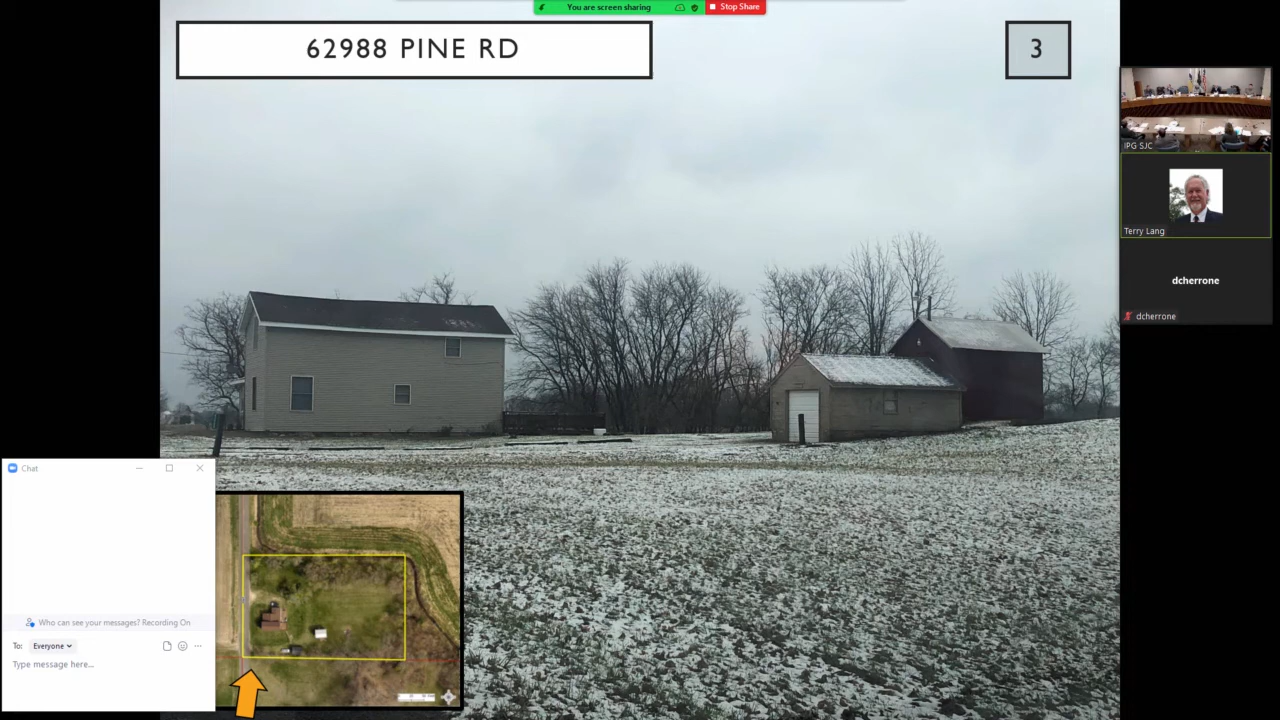 You are screen sharing
Stop Share
62988 PINE RD
3
IPG SJC
Terry Lang
dcherrone
dcherrone
Chat
Who can see your messages? Recording On
To: Everyone
Type message here...